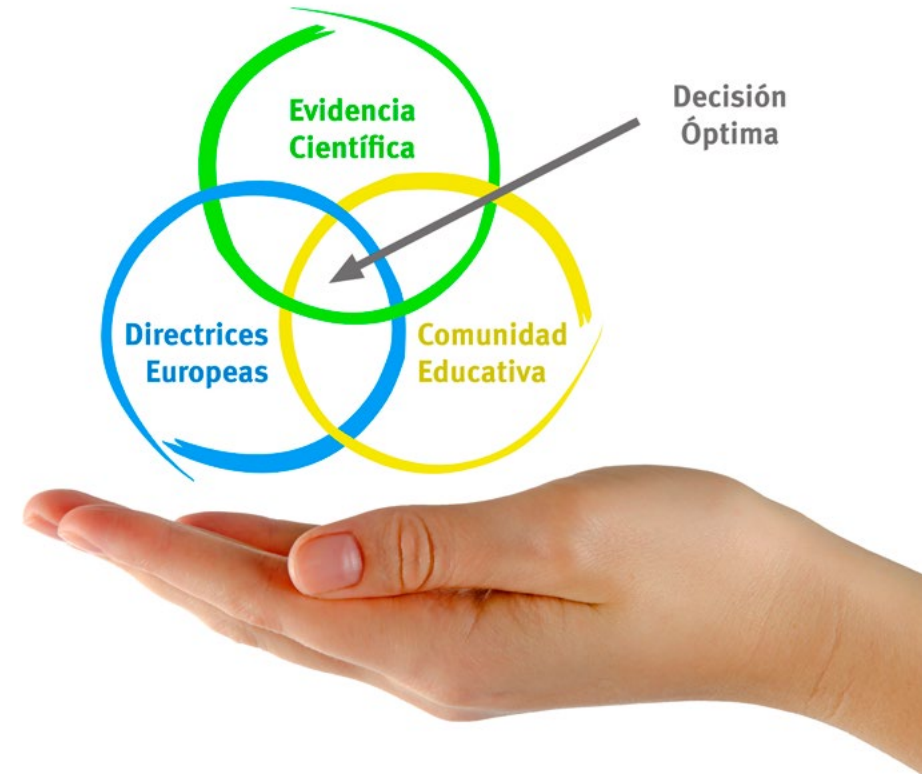 Evidencia
Científica
Decisión
Óptima
Directrices
Europeas
Comunidad
Educativa